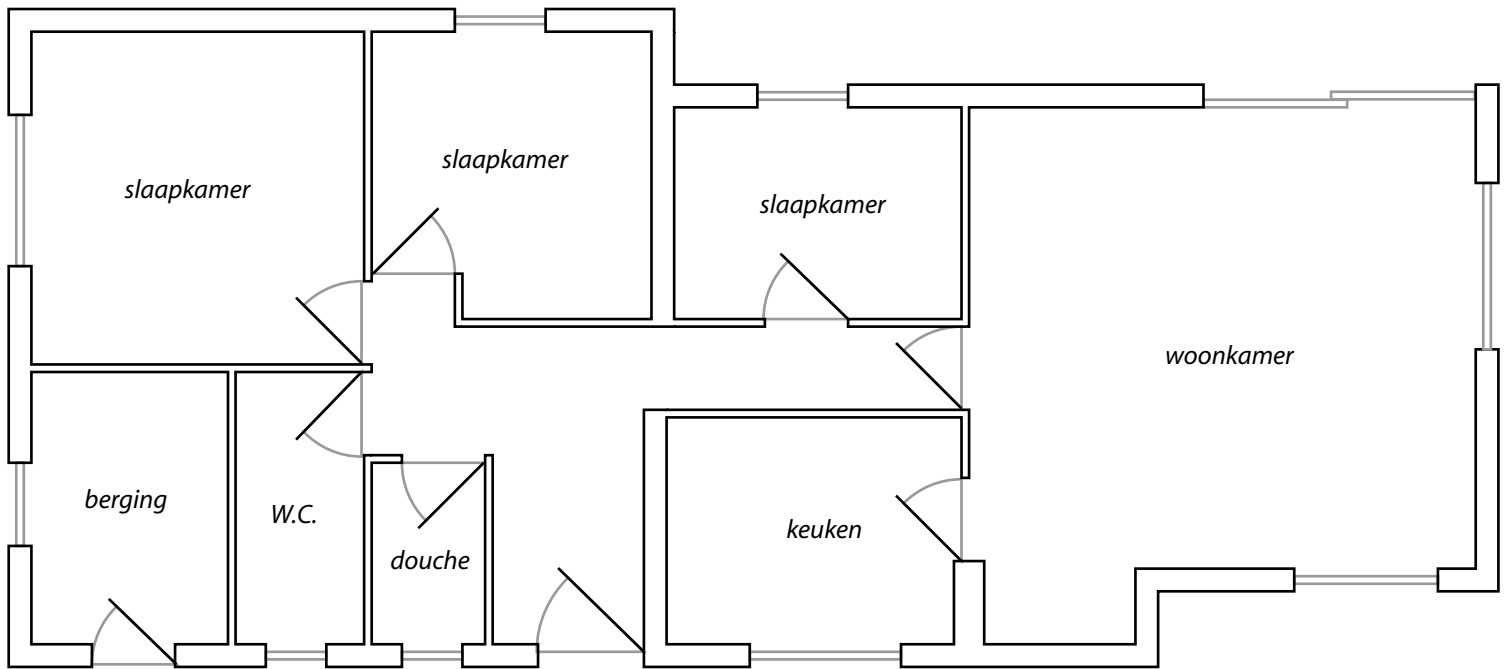 slaapkamer
slaapkamer
slaapkamer
woonkamer
berging
W.C.
douche
keuken